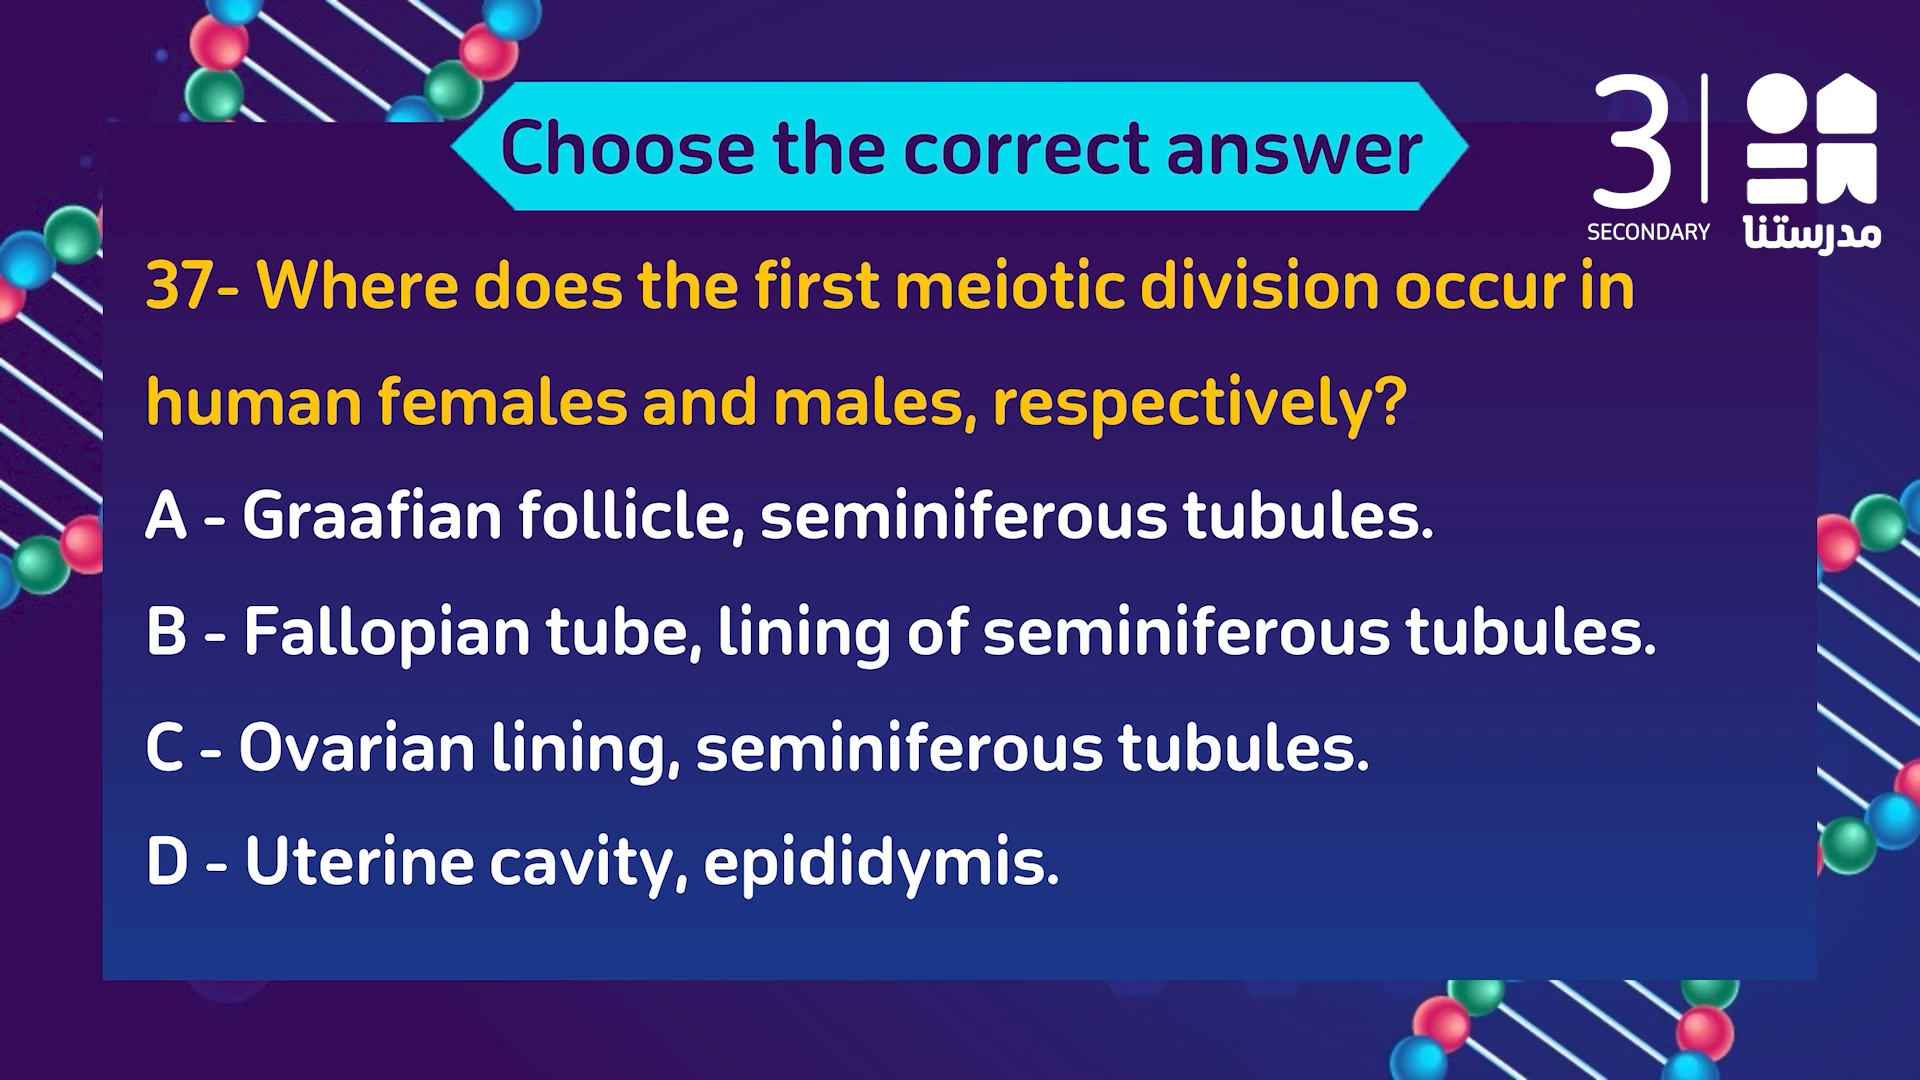 Choose the correct answer
3
SECONDARY
مدرستنا
37- Where does the first meiotic division occur in
human females and males, respectively?
A - Graafian follicle, seminiferous tubules.
B - Fallopian tube, lining of seminiferous tubules.
C - Ovarian lining, seminiferous tubules.
D - Uterine cavity, epididymis.